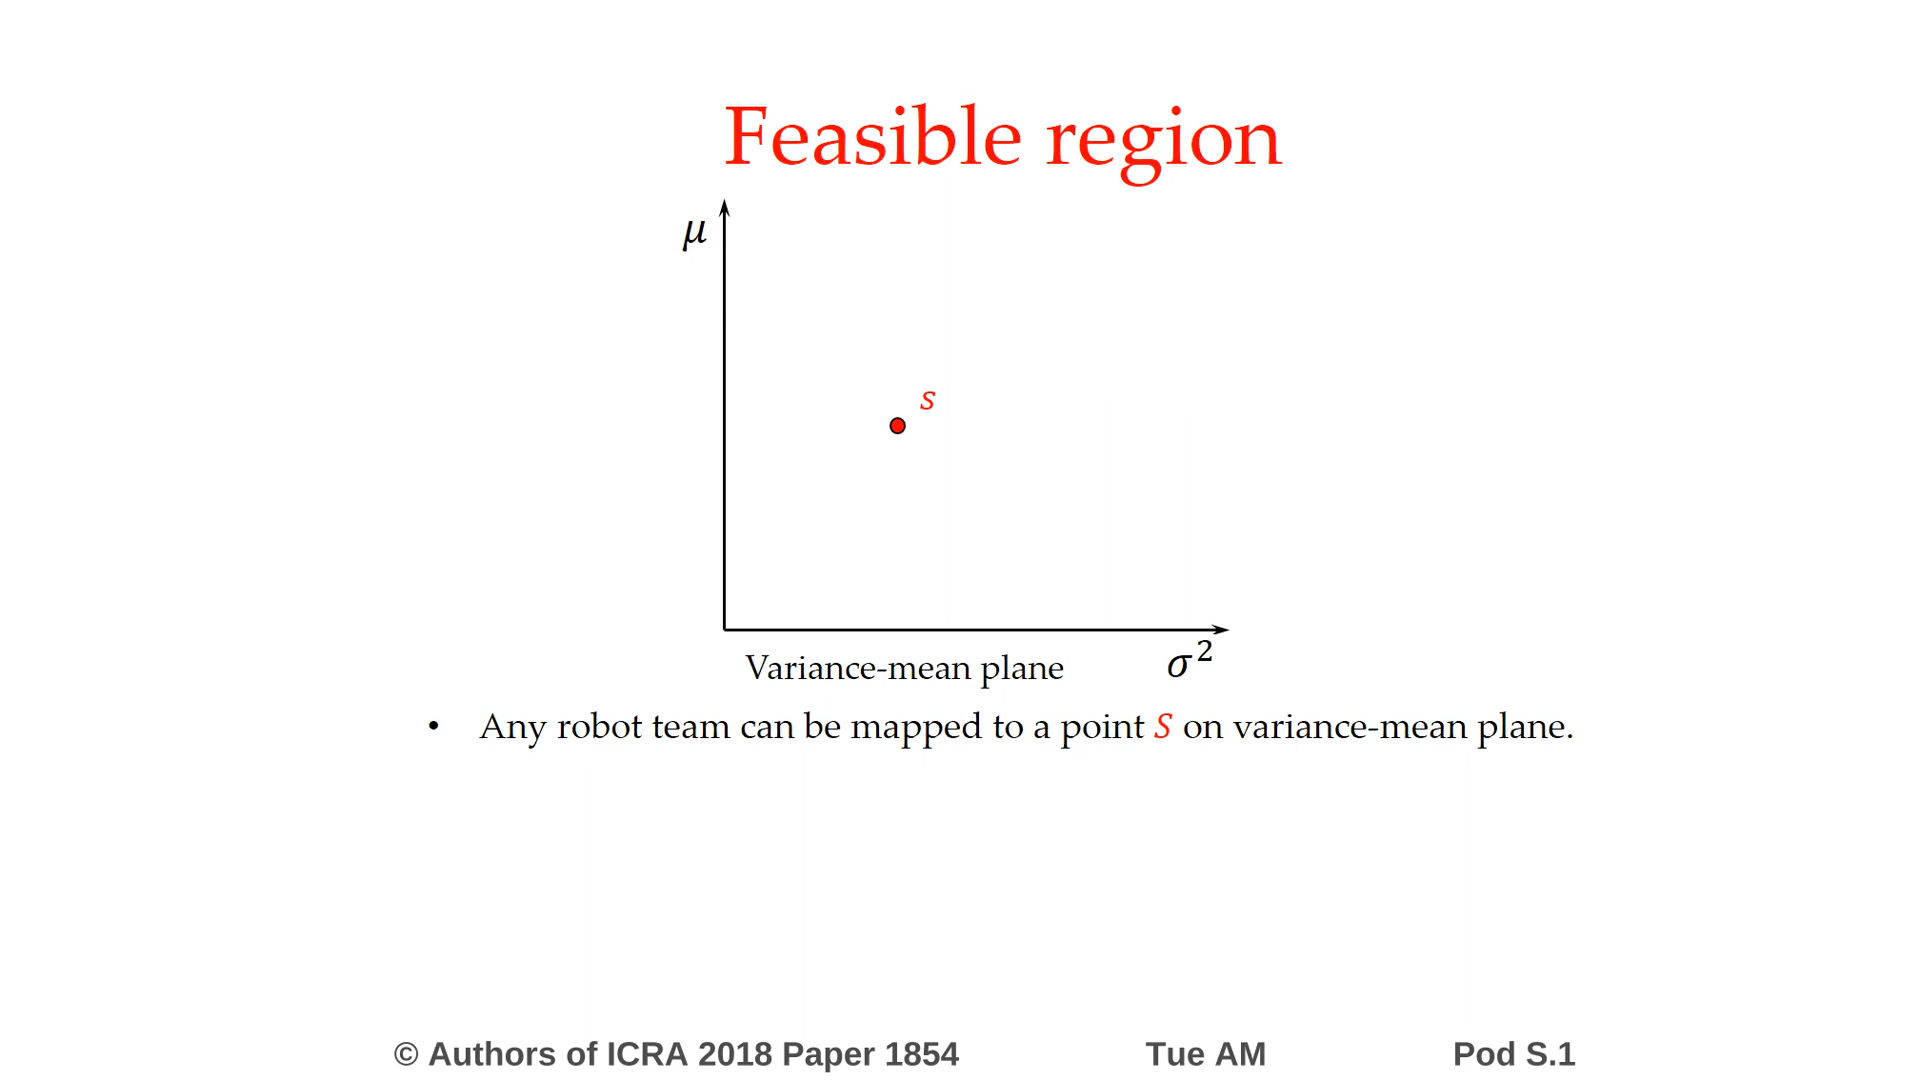 Feasible region
μ
s
Variance-mean plane
σ²
• Any robot team can be mapped to a point S on variance-mean plane.
© Authors of ICRA 2018 Paper 1854 Tue AM Pod S.1